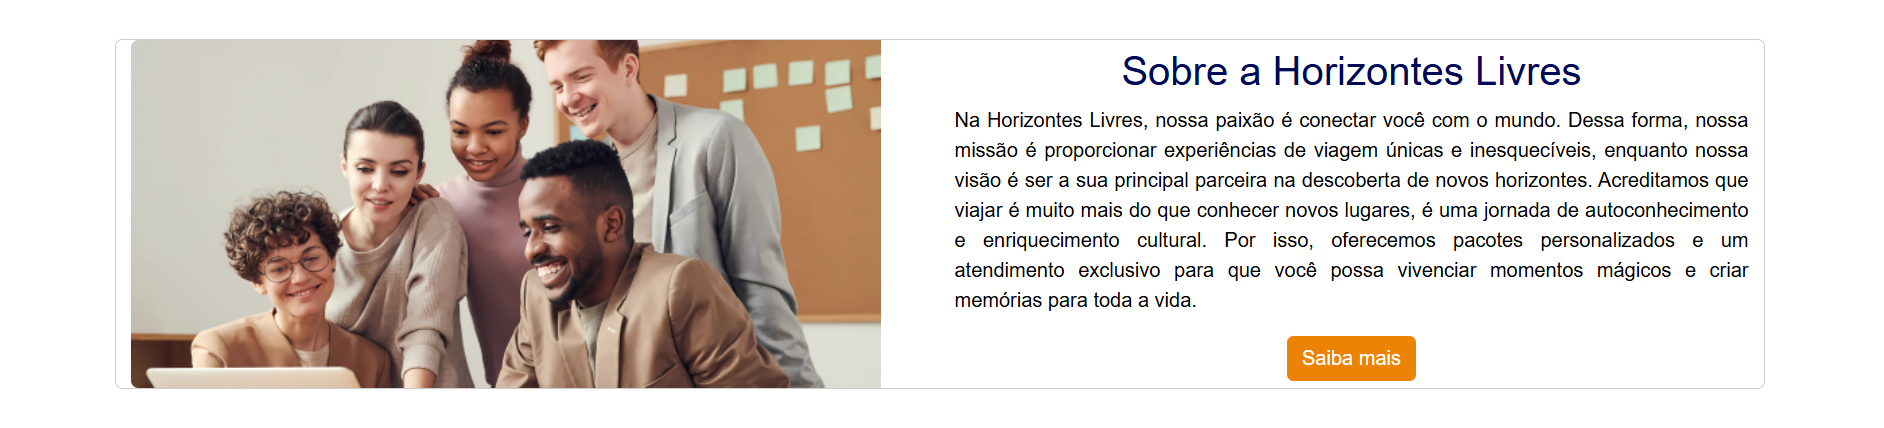 Sobre a Horizontes Livres
Na Horizontes Livres, nossa paixão é conectar você com o mundo. Dessa forma, nossa
missão é proporcionar experiências de viagem únicas e inesquecíveis, enquanto nossa
visão é ser a sua principal parceira na descoberta de novos horizontes. Acreditamos que
viajar é muito mais do que conhecer novos lugares, é uma jornada de autoconhecimento
e enriquecimento cultural. Por isso, oferecemos pacotes personalizados e um
atendimento exclusivo para que você possa vivenciar momentos mágicos e criar
memórias para toda a vida.
Saiba mais